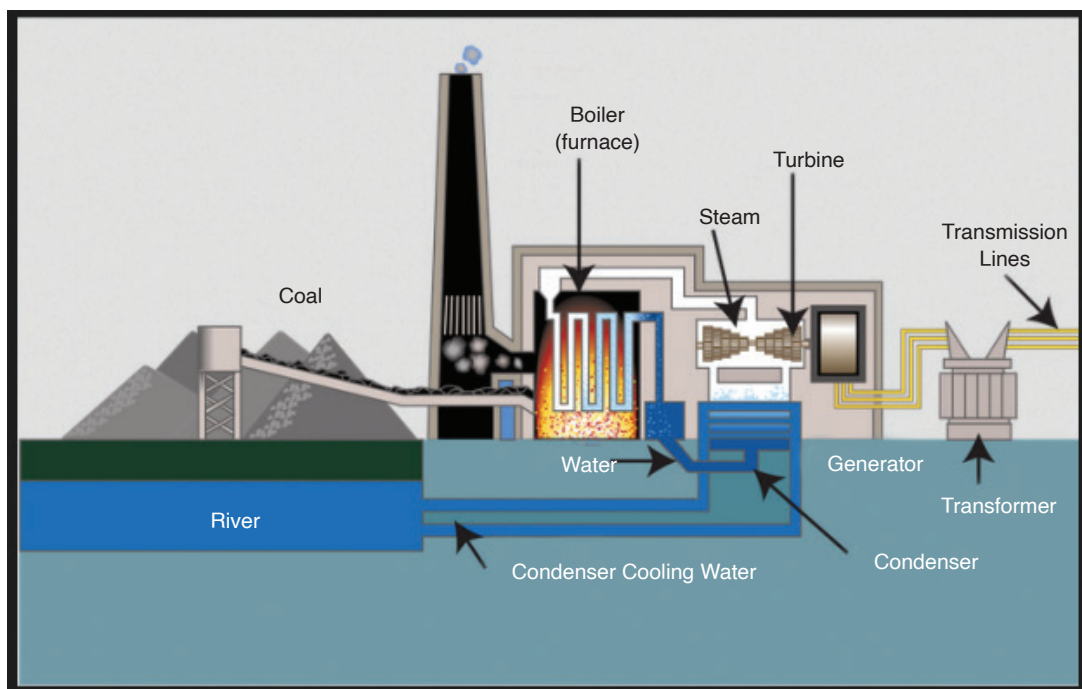 Boiler
(furnace)
Turbine
Steam
Transmission
Lines
Coal
Water
Generator
Transformer
River
Condenser
Condenser Cooling Water